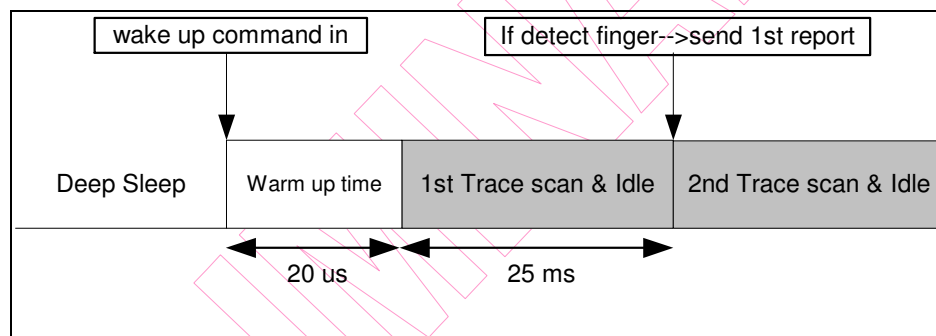 wake up command in
If detect finger-->send 1st report
Deep Sleep
Warm up time
1st Trace scan & Idle
2nd Trace scan & Idle
20 us
25 ms